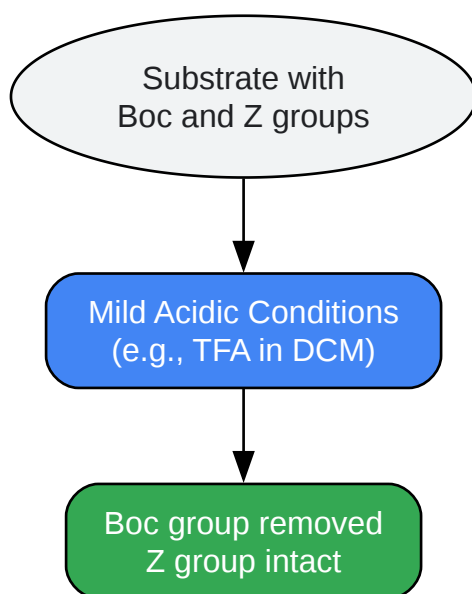 Substrate with
Boc and Z groups
Mild Acidic Conditions
(e.g., TFA in DCM)
Boc group removed
Z group intact